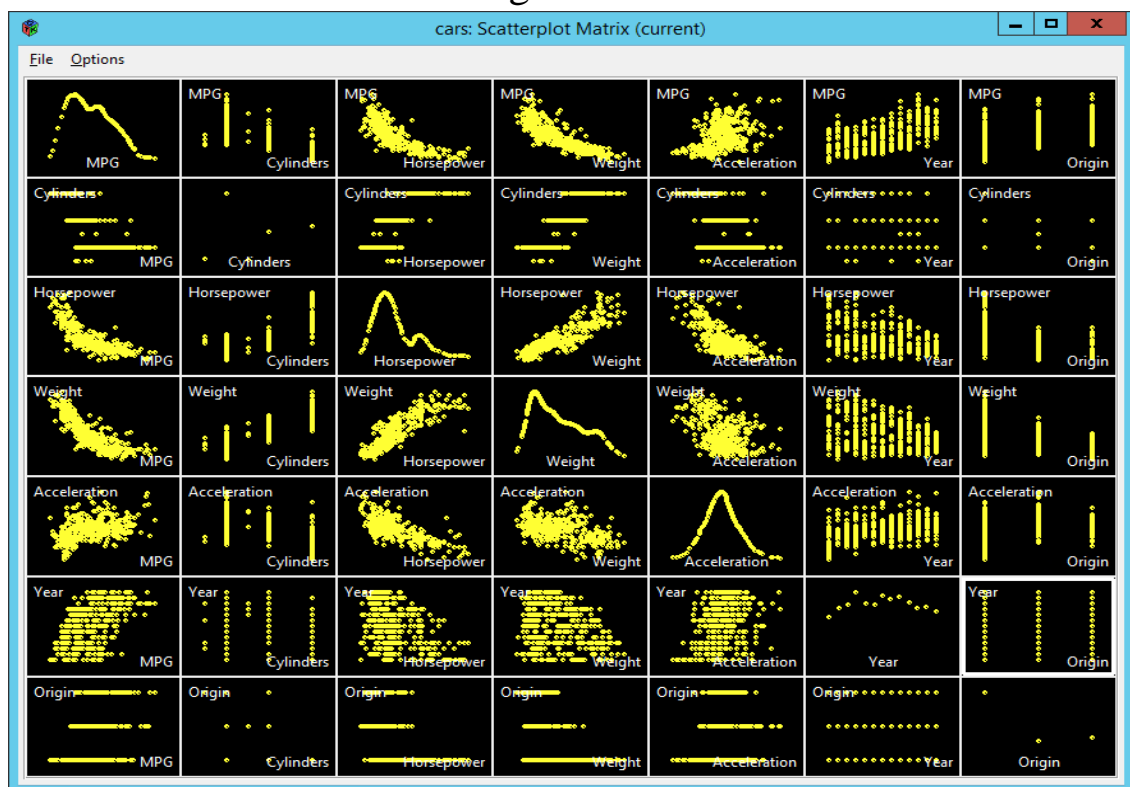 cars: Scatterplot Matrix (current)
File Options
MPG MPG MPG MPG MPG MPG
MPG Cylinders Horsepower Weight Acceleration Year Origin
Cylinders Cylinders Cylinders Cylinders Cylinders Cylinders
MPG Cylinders Horsepower Weight Acceleration Year Origin
Horsepower Horsepower Horsepower Horsepower Horsepower Horsepower
MPG Cylinders Horsepower Weight Acceleration Year Origin
Weight Weight Weight Weight Weight Weight
MPG Cylinders Horsepower Weight Acceleration Year Origin
Acceleration Acceleration Acceleration Acceleration Acceleration Acceleration
MPG Cylinders Horsepower Weight Acceleration Year Origin
Year Year Year Year Year Year
MPG Cylinders Horsepower Weight Acceleration Year Origin
Origin Origin Origin Origin Origin Origin
MPG Cylinders Horsepower Weight Acceleration Year Origin